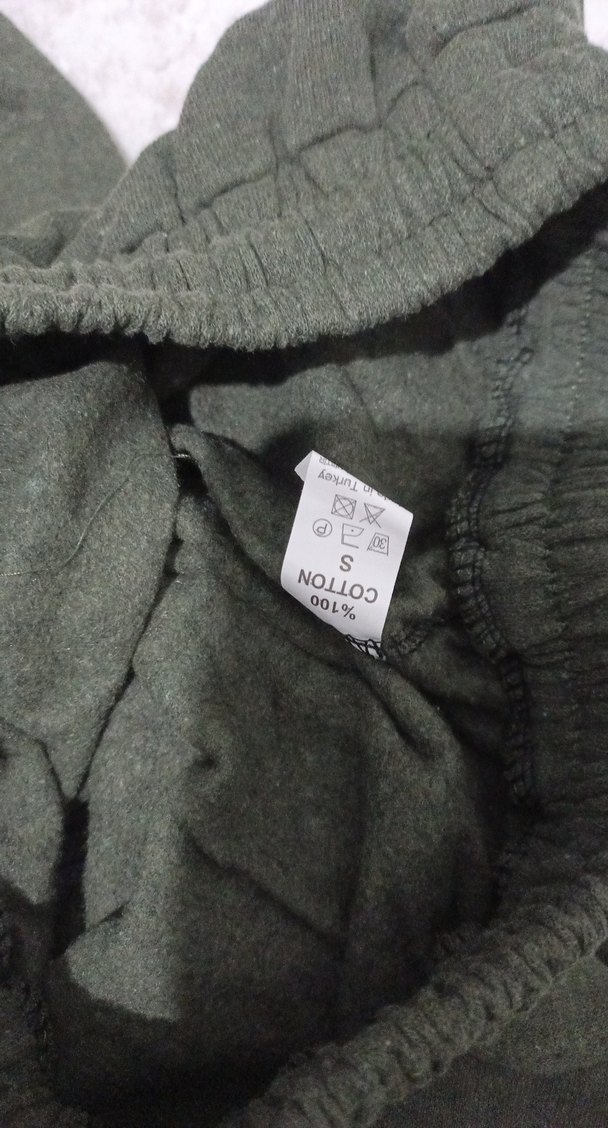 %100
COTTON
S
30
P
in Turkey